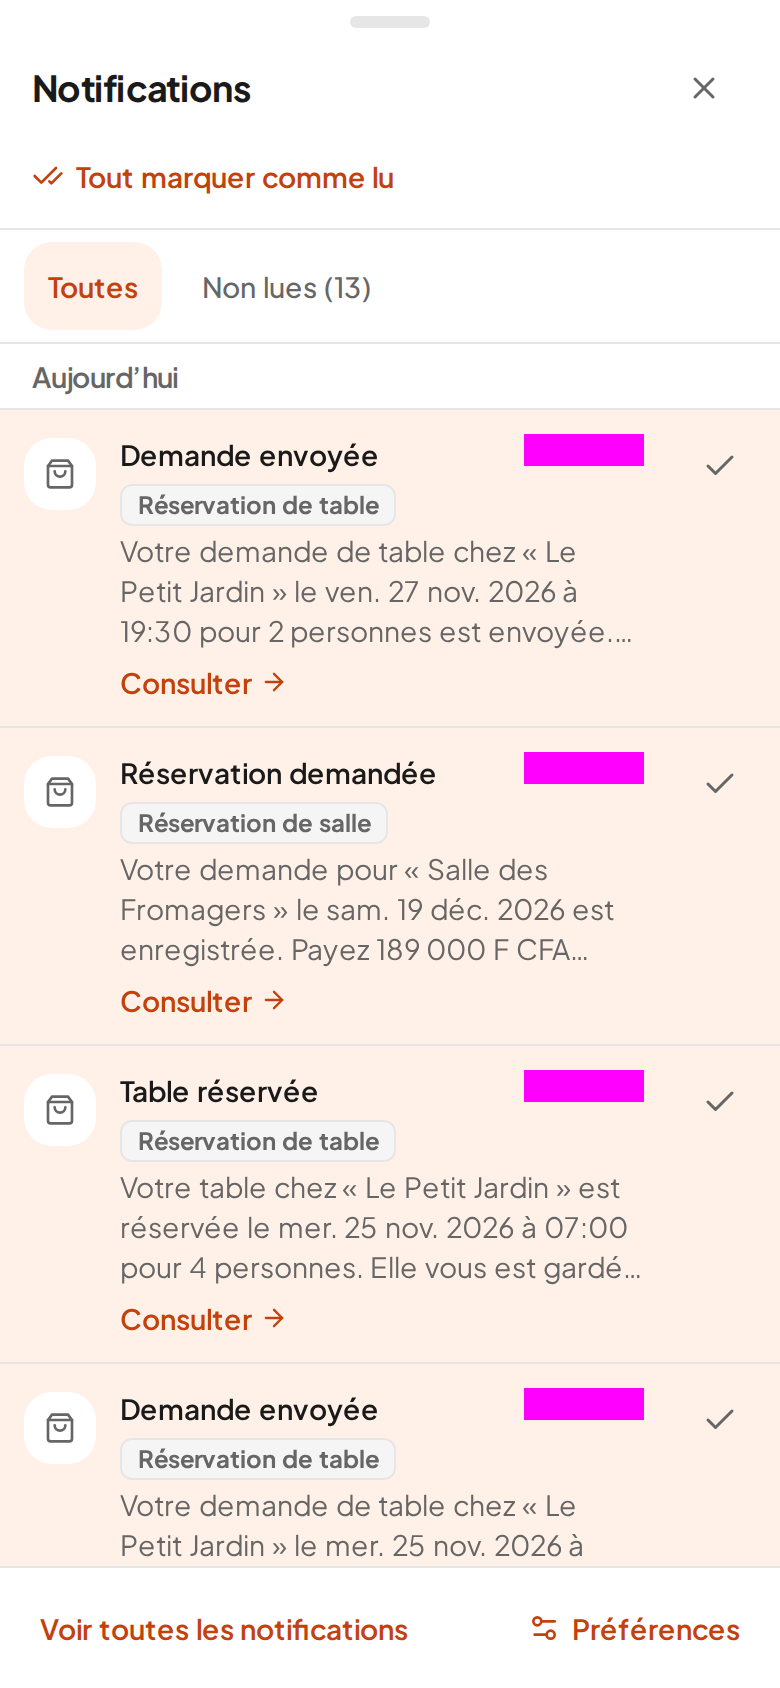 Notifications
Tout marquer comme lu
Toutes
Non lues (13)
Aujourd’hui
Demande envoyée
Réservation de table
Votre demande de table chez « Le
Petit Jardin » le ven. 27 nov. 2026 à
19:30 pour 2 personnes est envoyée.…
Consulter
Réservation demandée
Réservation de salle
Votre demande pour « Salle des
Fromagers » le sam. 19 déc. 2026 est
enregistrée. Payez 189 000 F CFA…
Consulter
Table réservée
Réservation de table
Votre table chez « Le Petit Jardin » est
réservée le mer. 25 nov. 2026 à 07:00
pour 4 personnes. Elle vous est gardé…
Consulter
Demande envoyée
Réservation de table
Votre demande de table chez « Le
Petit Jardin » le mer. 25 nov. 2026 à
Voir toutes les notifications
Préférences